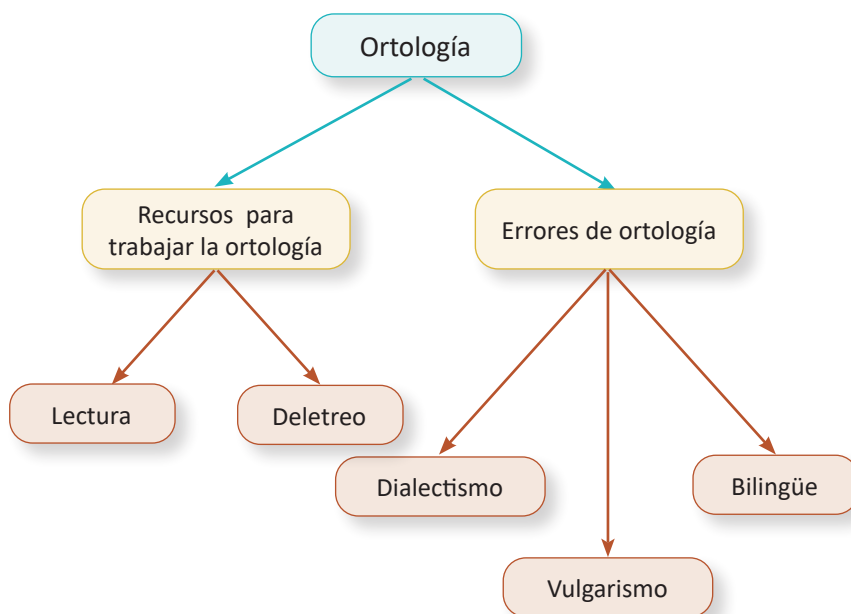 Ortología
Recursos para
trabajar la ortología
Errores de ortología
Lectura
Deletreo
Dialectismo
Bilingüe
Vulgarismo